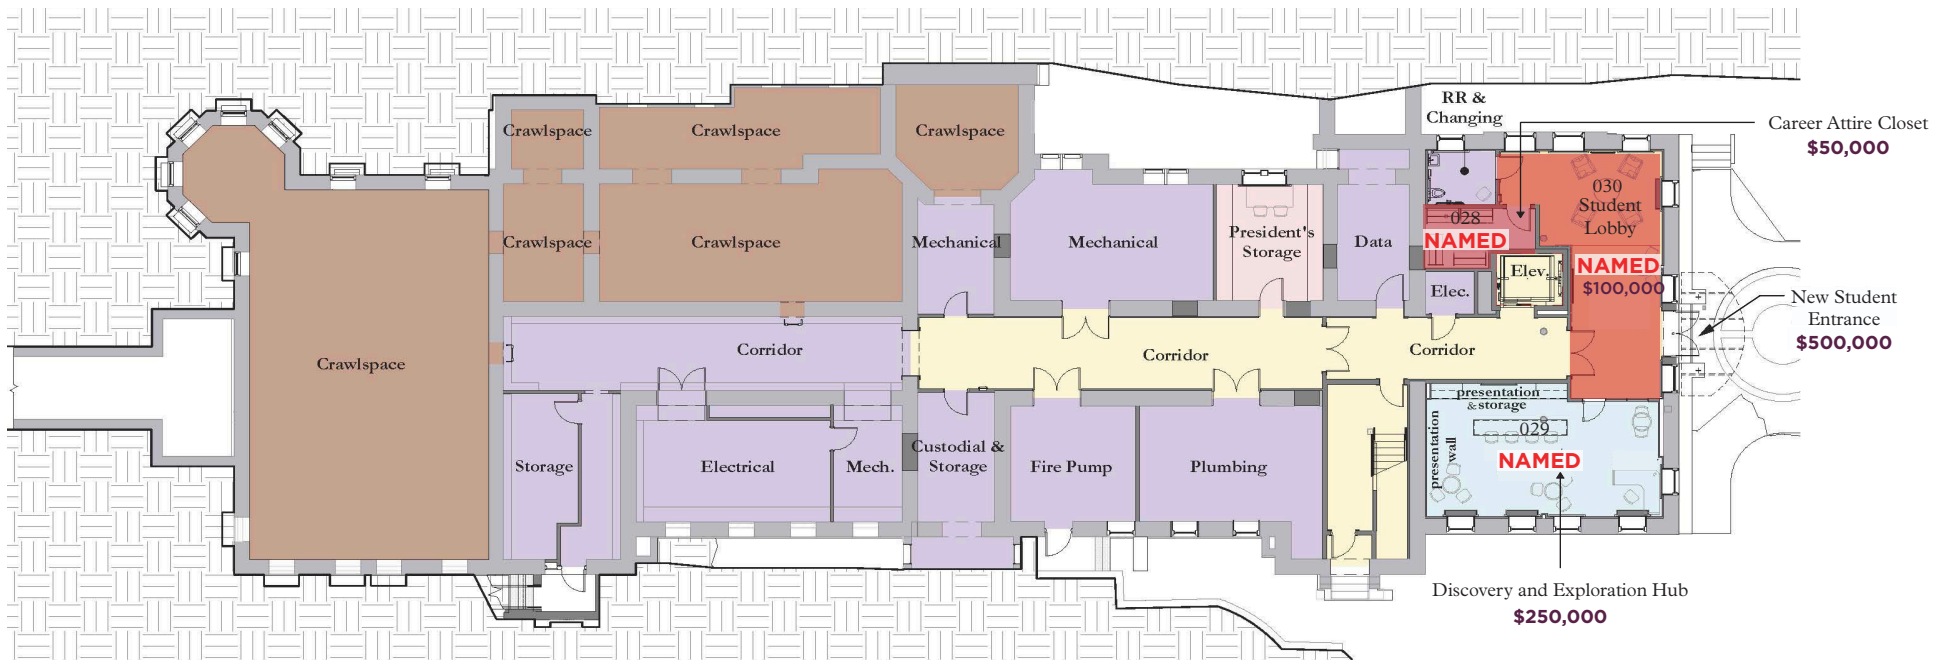 RR &
Changing
Career Attire Closet
$50,000
Crawlspace
Crawlspace
Crawlspace
030
Student
Lobby
NAMED
$100,000
028
NAMED
Crawlspace
Crawlspace
Mechanical
Mechanical
President's
Storage
Data
Elev.
Elec.
New Student
Entrance
$500,000
Crawlspace
Corridor
Corridor
Corridor
presentation
& storage
presentation
wall
029
NAMED
Storage
Electrical
Mech.
Custodial &
Storage
Fire Pump
Plumbing
Discovery and Exploration Hub
$250,000